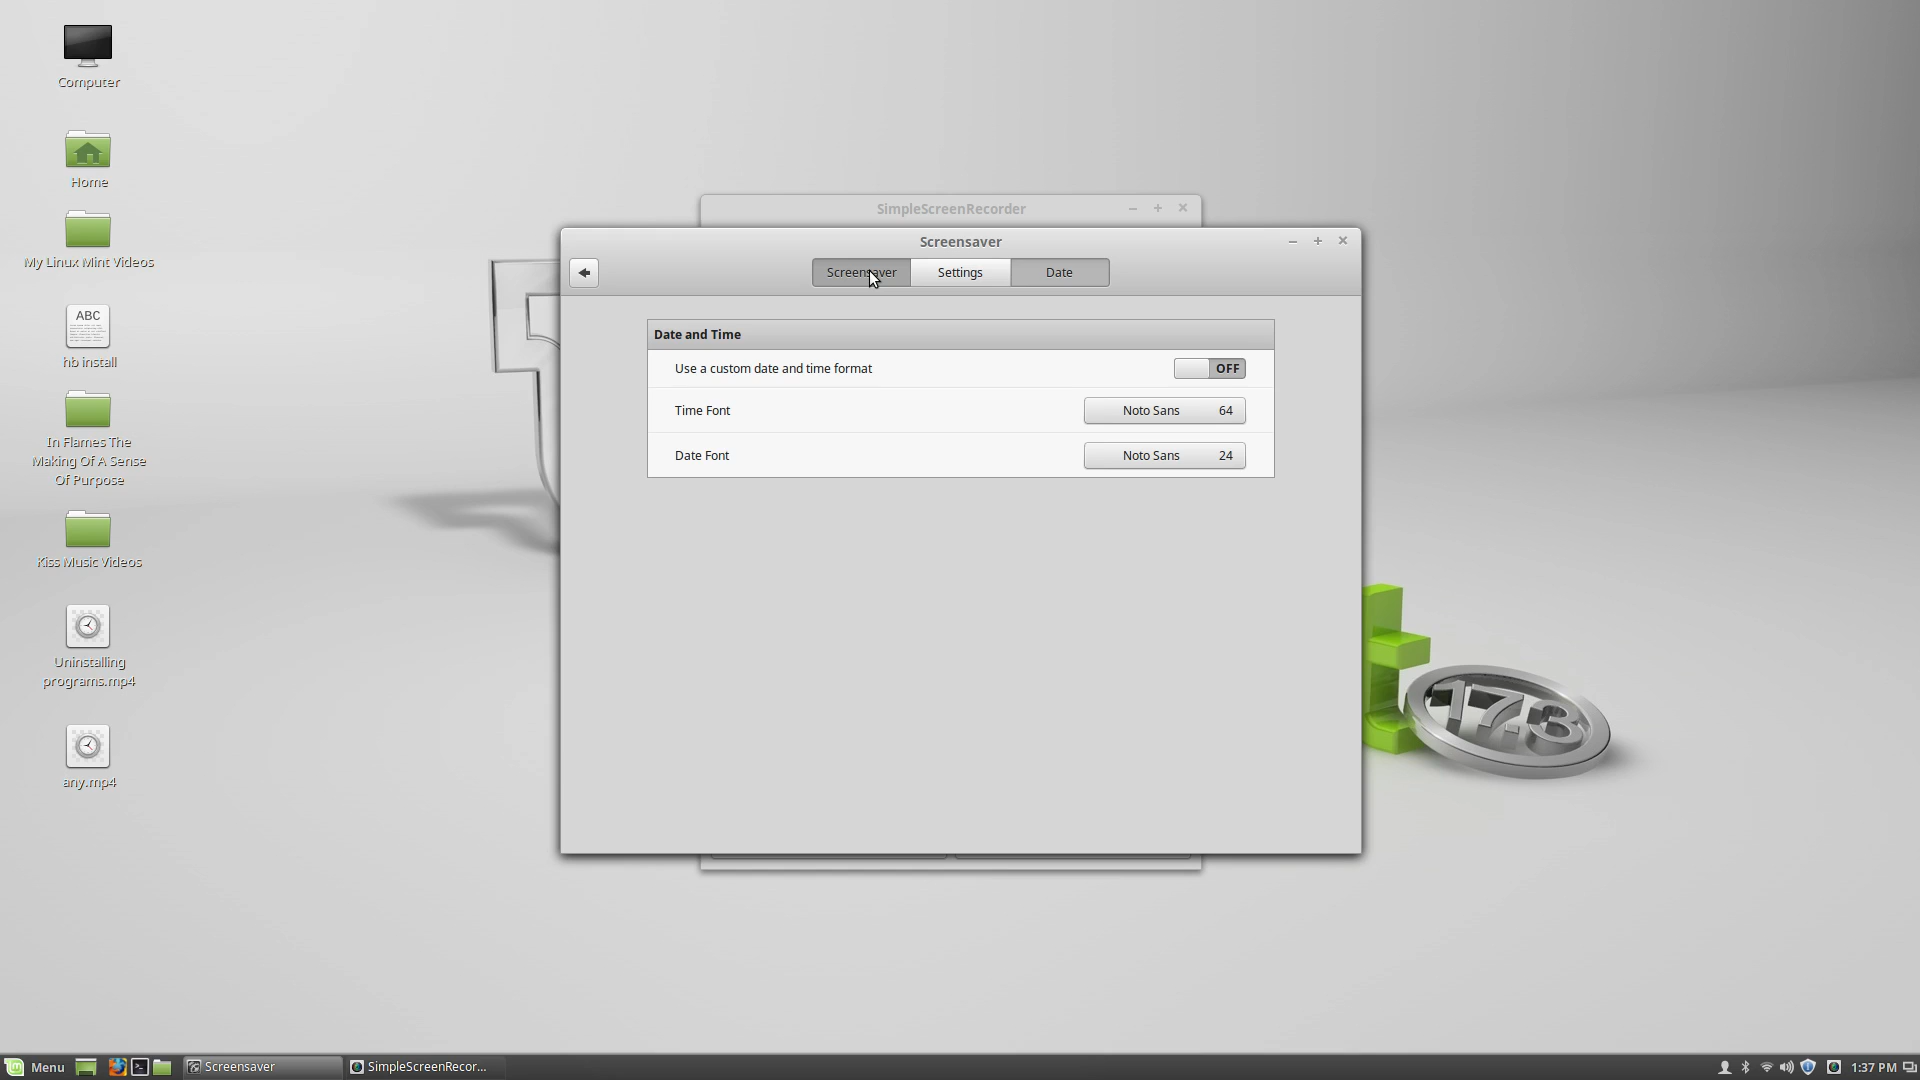 Computer
Home
My Linux Mint Videos
ABC
hb install
In Flames The
Making Of A Sense
Of Purpose
Kiss Music Videos
Uninstalling
programs.mp4
any.mp4
SimpleScreenRecorder
Screensaver
Screensaver
Settings
Date
Date and Time
Use a custom date and time format
OFF
Time Font
Noto Sans 64
Date Font
Noto Sans 24
17.3
Menu
Screensaver
SimpleScreenRecor...
1:37 PM